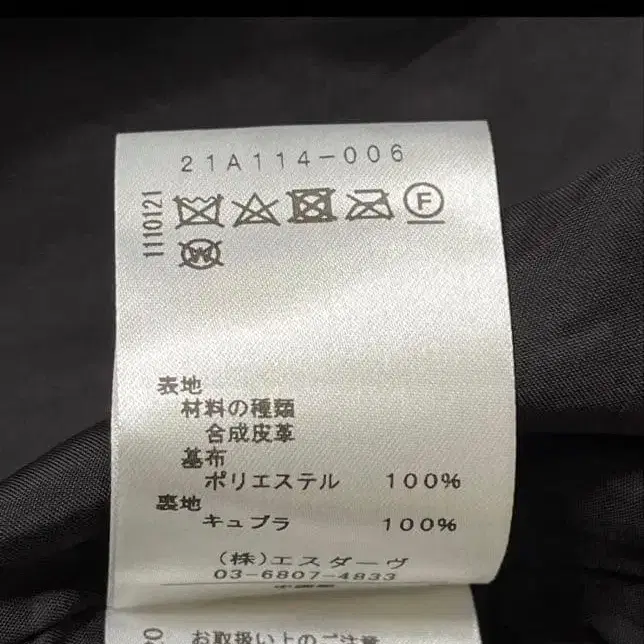 21A114-006
1110121
F
W
表地
材料の種類
合成皮革
基布
ポリエステル 100%
裏地
キュプラ 100%
(株)エスダーヴ
03-6807-4833
お取扱い上のご注意